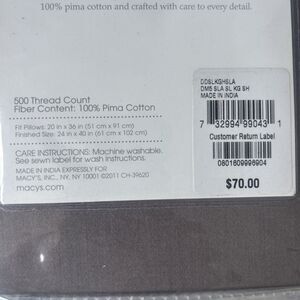 100% pima cotton and crafted with care to every detail.
500 Thread Count
Fiber Content: 100% Pima Cotton
Fit Pillows: 20 in x 36 in (51 cm x 91 cm)
Finished Size: 24 in x 40 in (61 cm x 102 cm)
CARE INSTRUCTIONS: Machine washable.
See sewn label for wash instructions.
MADE IN INDIA EXPRESSLY FOR
MACY'S, INC., NY, NY 10001 ©2011 CH-39620
macys.com
DDSLKGHSLA
DM5 SLA SL KG SH
MADE IN INDIA
7 32994 99043 1
Customer Return Label
0801809996904
$70.00